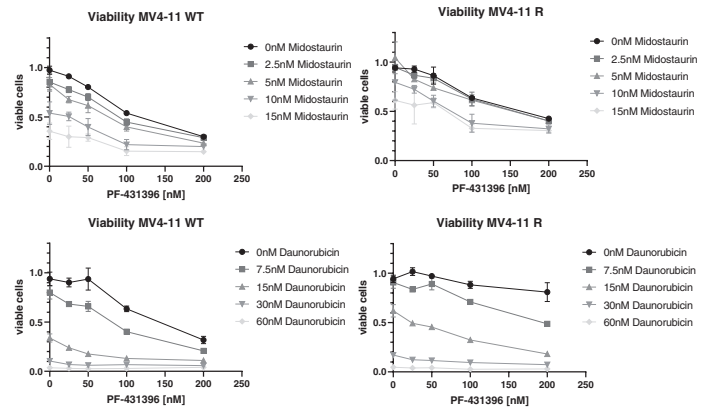 Viability MV4-11 WT
viable cells
1.0
0.5
0.0
0
50
100
150
200
250
PF-431396 [nM]
0nM Midostaurin
2.5nM Midostaurin
5nM Midostaurin
10nM Midostaurin
15nM Midostaurin
Viability MV4-11 R
viable cells
1.0
0.5
0.0
0
50
100
150
200
250
PF-431396 [nM]
0nM Midostaurin
2.5nM Midostaurin
5nM Midostaurin
10nM Midostaurin
15nM Midostaurin
Viability MV4-11 WT
viable cells
1.0
0.5
0.0
0
50
100
150
200
250
PF-431396 [nM]
0nM Daunorubicin
7.5nM Daunorubicin
15nM Daunorubicin
30nM Daunorubicin
60nM Daunorubicin
Viability MV4-11 R
viable cells
1.0
0.5
0.0
0
50
100
150
200
250
PF-431396 [nM]
0nM Daunorubicin
7.5nM Daunorubicin
15nM Daunorubicin
30nM Daunorubicin
60nM Daunorubicin